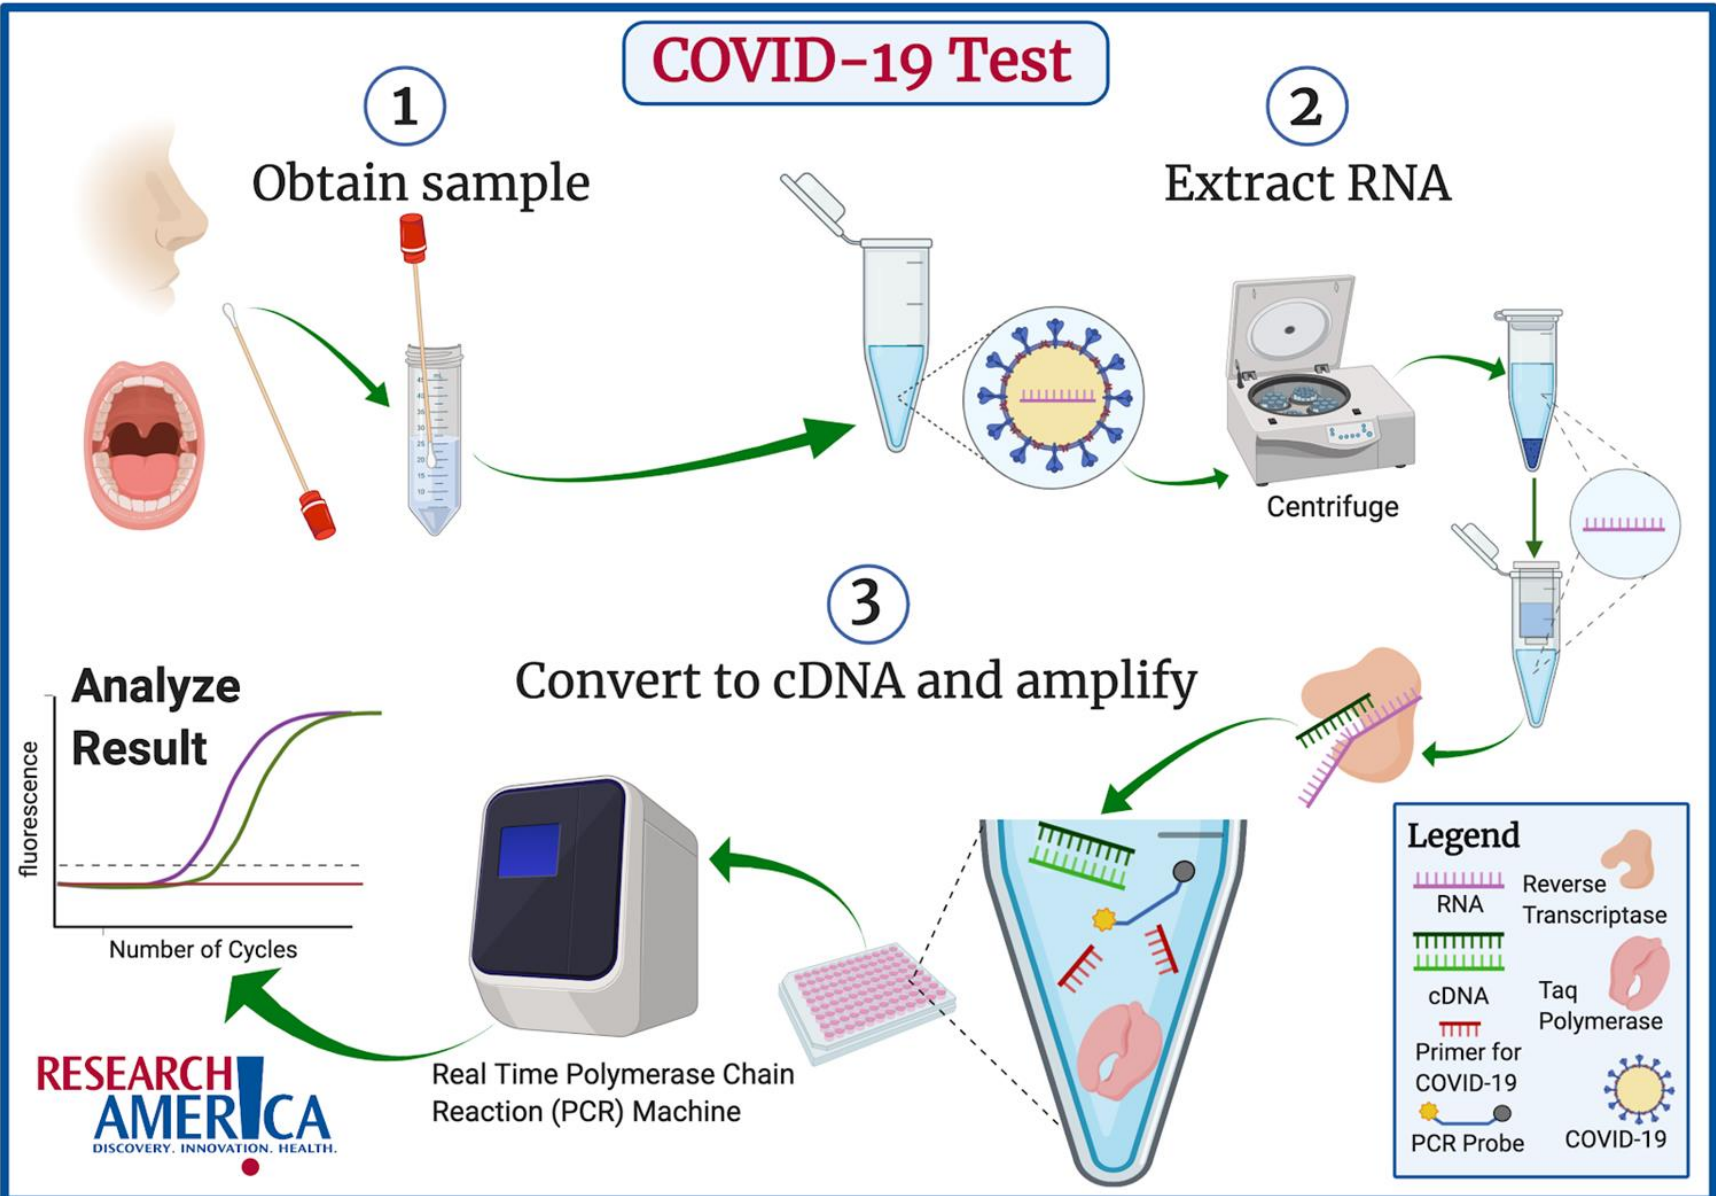 COVID-19 Test
1
Obtain sample
2
Extract RNA
Centrifuge
3
Convert to cDNA and amplify
Analyze
Result
fluorescence
Number of Cycles
Real Time Polymerase Chain
Reaction (PCR) Machine
RESEARCH
AMER!CA
DISCOVERY. INNOVATION. HEALTH.
Legend
RNA
Reverse
Transcriptase
cDNA
Taq
Polymerase
Primer for
COVID-19
PCR Probe
COVID-19